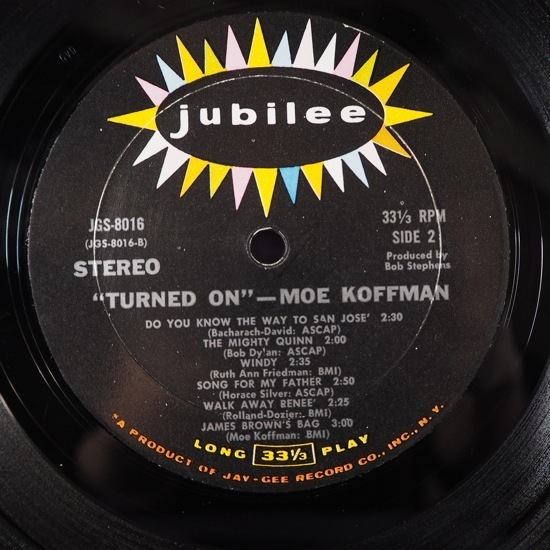 jubilee
JGS-8016
(JGS-8016-B)
STEREO
33⅓ RPM
SIDE 2
Produced by
Bob Stephens
"TURNED ON"—MOE KOFFMAN
DO YOU KNOW THE WAY TO SAN JOSE' 2:30
(Bacharach-David: ASCAP)
THE MIGHTY QUINN 2:00
(Bob Dylan: ASCAP)
WINDY 2:35
(Ruth Ann Friedman: BMI)
SONG FOR MY FATHER 2:50
(Horace Silver: ASCAP)
WALK AWAY RENEE' 2:25
(Rolland-Dozier: BMI)
JAMES BROWN'S BAG 3:00
(Moe Koffman: BMI)
LONG 33⅓ PLAY
"A PRODUCT OF JAY-GEE RECORD CO., INC., N.Y.